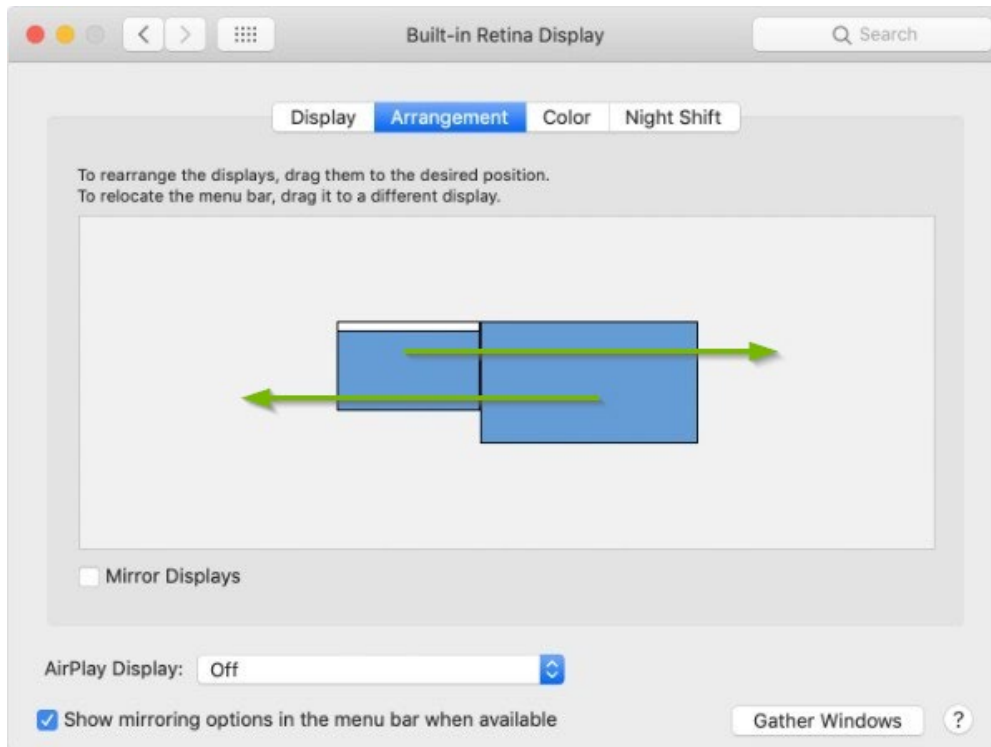 Built-in Retina Display
Search
Display Arrangement Color Night Shift
To rearrange the displays, drag them to the desired position.
To relocate the menu bar, drag it to a different display.
Mirror Displays
AirPlay Display: Off
Show mirroring options in the menu bar when available
Gather Windows ?